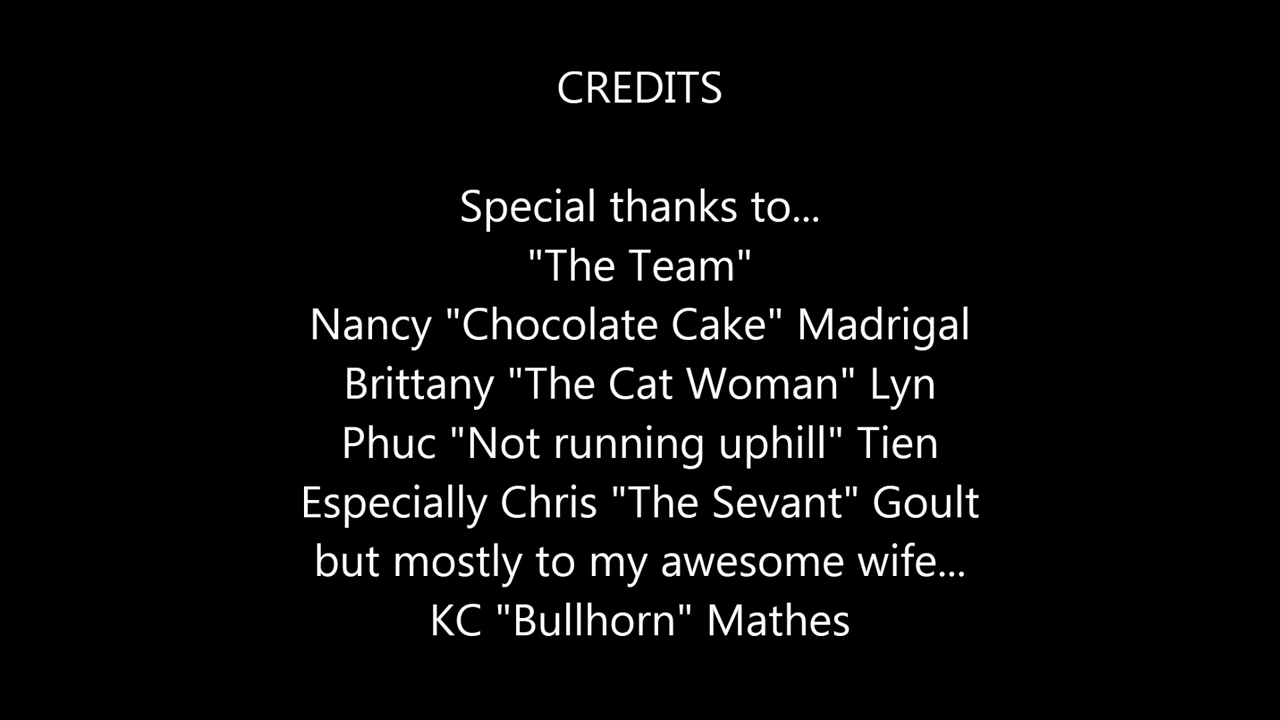 CREDITS
Special thanks to...
"The Team"
Nancy "Chocolate Cake" Madrigal
Brittany "The Cat Woman" Lyn
Phuc "Not running uphill" Tien
Especially Chris "The Sevant" Goult
but mostly to my awesome wife...
KC "Bullhorn" Mathes